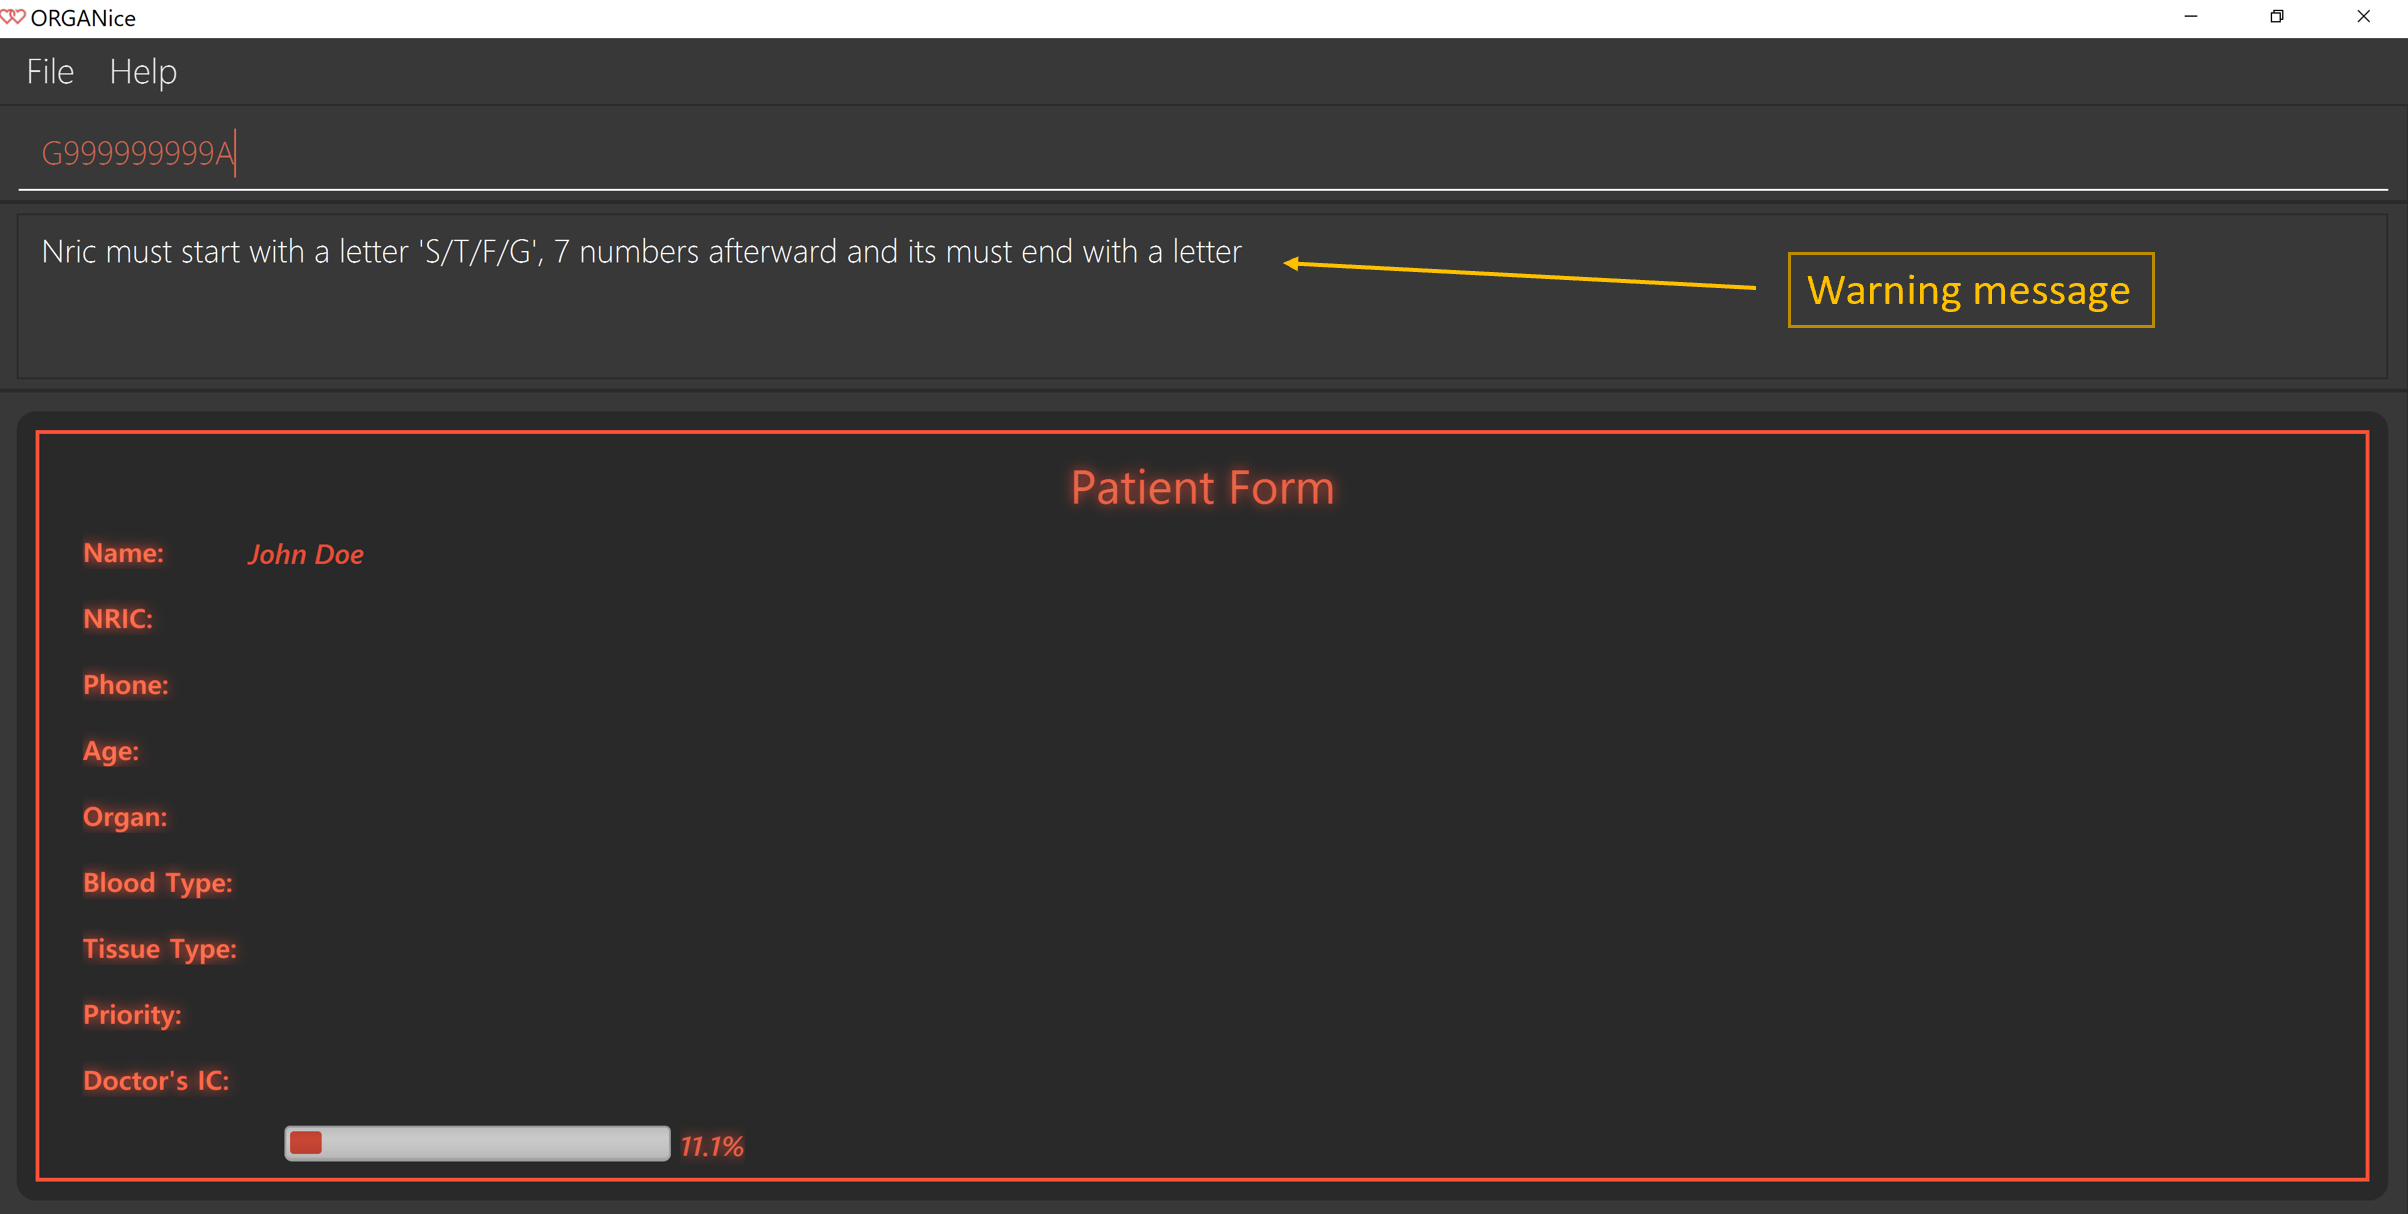 ORGANice
File Help
G999999999A
Nric must start with a letter 'S/T/F/G', 7 numbers afterward and its must end with a letter
Warning message
Patient Form
Name: John Doe
NRIC:
Phone:
Age:
Organ:
Blood Type:
Tissue Type:
Priority:
Doctor's IC:
11.1%